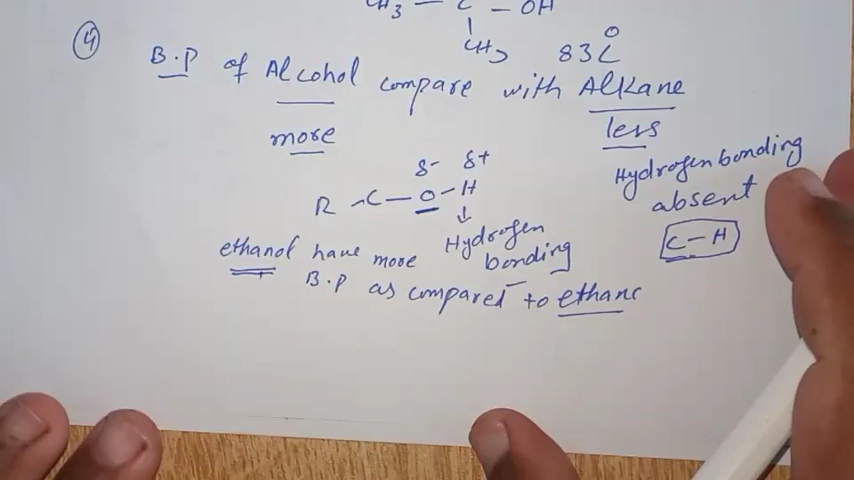 CH3 — C — OH
CH3 83°C
4 B.P of Alcohol compare with Alkane
more less
Hydrogen bonding
absent
C-H
δ- δ+
R -C-O-H
Hydrogen
bonding
ethanol have more
B.P as compared to ethane